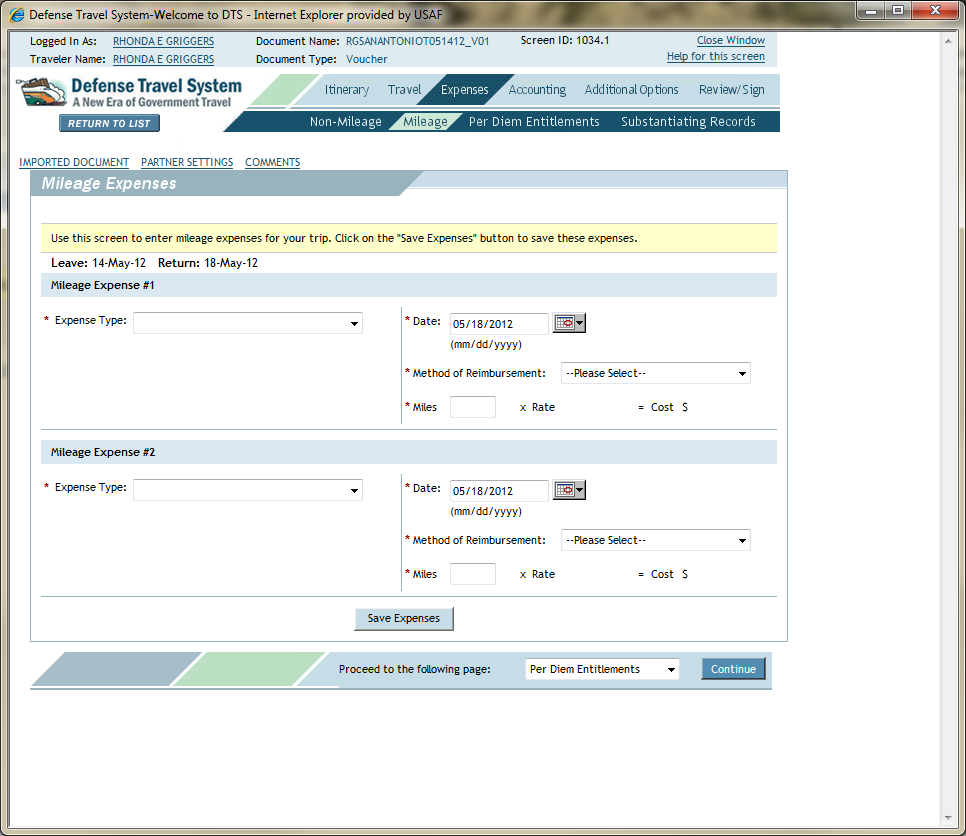 Defense Travel System-Welcome to DTS - Internet Explorer provided by USAF
Logged In As: RHONDA E GRIGGERS Document Name: RGSANANTONIOT051412_V01 Screen ID: 1034.1 Close Window
Traveler Name: RHONDA E GRIGGERS Document Type: Voucher Help for this screen
Defense Travel System
A New Era of Government Travel
RETURN TO LIST
Itinerary Travel Expenses Accounting Additional Options Review/Sign
Non-Mileage Mileage Per Diem Entitlements Substantiating Records
IMPORTED DOCUMENT PARTNER SETTINGS COMMENTS
Mileage Expenses
Use this screen to enter mileage expenses for your trip. Click on the "Save Expenses" button to save these expenses.
Leave: 14-May-12 Return: 18-May-12
Mileage Expense #1
* Expense Type: * Date: 05/18/2012
(mm/dd/yyyy)
* Method of Reimbursement: --Please Select--
* Miles x Rate = Cost $
Mileage Expense #2
* Expense Type: * Date: 05/18/2012
(mm/dd/yyyy)
* Method of Reimbursement: --Please Select--
* Miles x Rate = Cost $
Save Expenses
Proceed to the following page: Per Diem Entitlements Continue